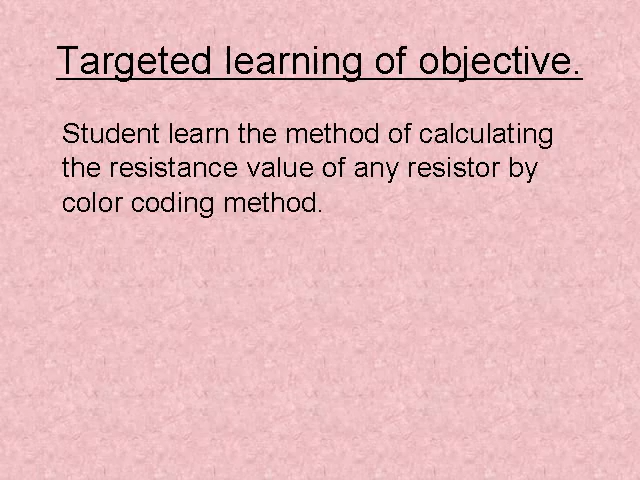 Targeted learning of objective.
Student learn the method of calculating
the resistance value of any resistor by
color coding method.